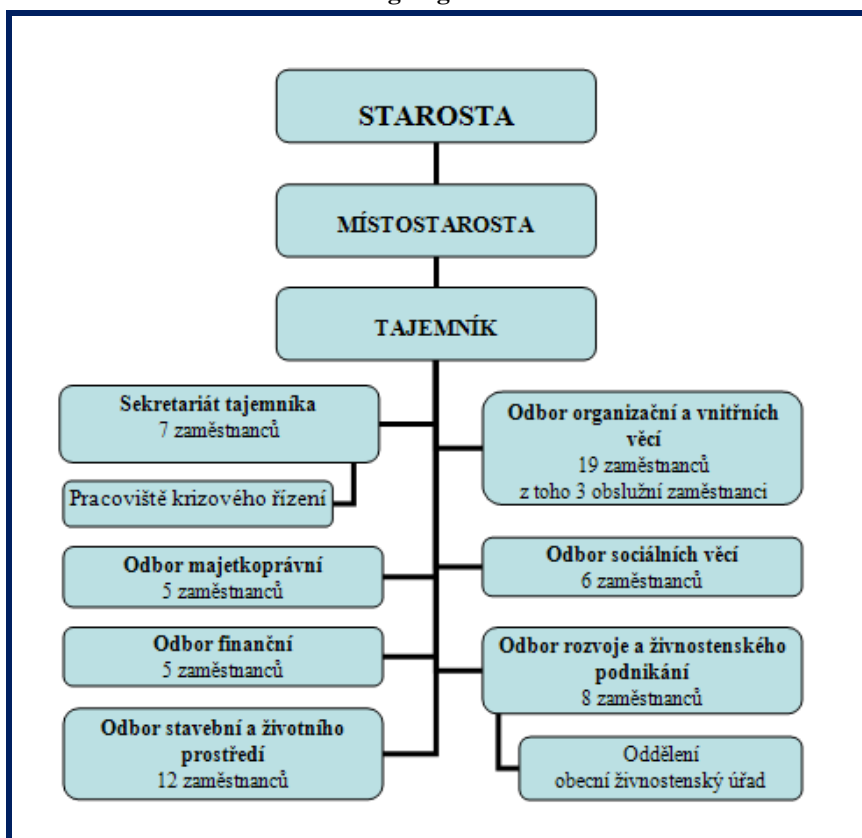 STAROSTA
MÍSTOSTAROSTA
TAJEMNÍK
Sekretariát tajemníka
7 zaměstnanců
Pracoviště krizového řízení
Odbor majetkoprávní
5 zaměstnanců
Odbor finanční
5 zaměstnanců
Odbor stavební a životního
prostředí
12 zaměstnanců
Odbor organizační a vnitřních
věcí
19 zaměstnanců
z toho 3 obslužní zaměstnanci
Odbor sociálních věcí
6 zaměstnanců
Odbor rozvoje a živnostenského
podnikání
8 zaměstnanců
Oddělení
obecní živnostenský úřad